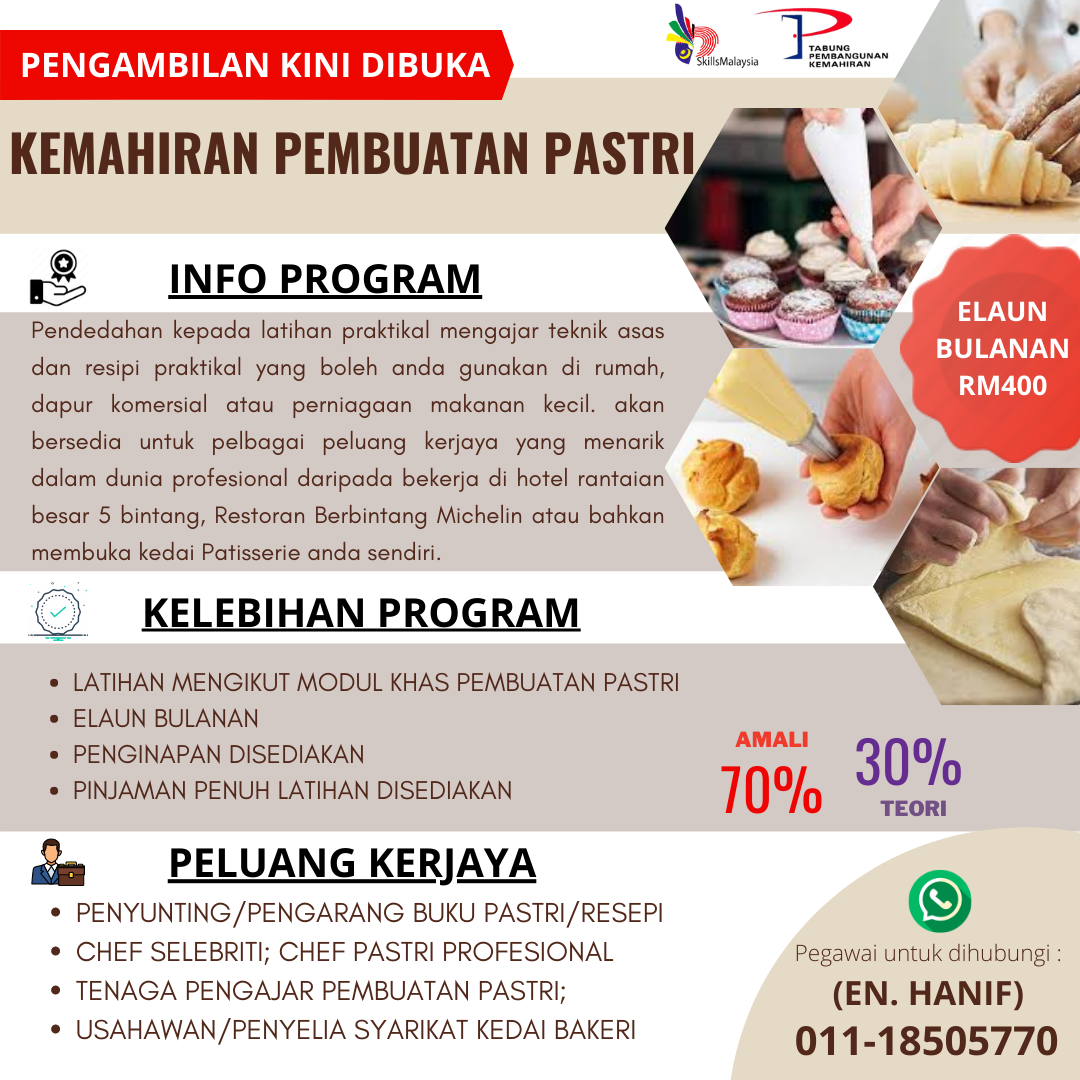 PENGAMBILAN KINI DIBUKA
SkillsMalaysia
TABUNG
PEMBANGUNAN
KEMAHIRAN
KEMAHIRAN PEMBUATAN PASTRI
INFO PROGRAM
Pendedahan kepada latihan praktikal mengajar teknik asas
dan resipi praktikal yang boleh anda gunakan di rumah,
dapur komersial atau perniagaan makanan kecil. akan
bersedia untuk pelbagai peluang kerjaya yang menarik
dalam dunia profesional daripada bekerja di hotel rantaian
besar 5 bintang, Restoran Berbintang Michelin atau bahkan
membuka kedai Patisserie anda sendiri.
ELAUN
BULANAN
RM400
KELEBIHAN PROGRAM
• LATIHAN MENGIKUT MODUL KHAS PEMBUATAN PASTRI
• ELAUN BULANAN
• PENGINAPAN DISEDIAKAN
• PINJAMAN PENUH LATIHAN DISEDIAKAN
AMALI
70%
30%
TEORI
PELUANG KERJAYA
• PENYUNTING/PENGARANG BUKU PASTRI/RESEPI
• CHEF SELEBRITI; CHEF PASTRI PROFESIONAL
• TENAGA PENGAJAR PEMBUATAN PASTRI;
• USAHAWAN/PENYELIA SYARIKAT KEDAI BAKERI
Pegawai untuk dihubungi :
(EN. HANIF)
011-18505770